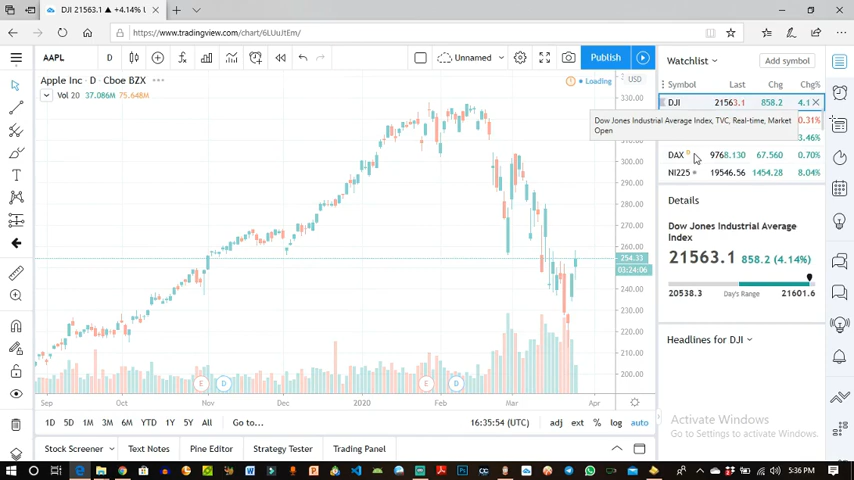 DJI 21563.1 ▲ +4.14% U
https://www.tradingview.com/chart/6LUuJtEm/
AAPL D Unnamed Publish
Apple Inc · D · Cboe BZX
Vol 20 37.086M 75.648M
Loading
USD
330.00
310.00
300.00
290.00
280.00
270.00
260.00
254.33
03:24:06
240.00
230.00
220.00
210.00
200.00
E D E D
Sep Oct Nov Dec 2020 Feb Mar Apr
1D 5D 1M 3M 6M YTD 1Y 5Y All Go to... 16:35:54 (UTC) adj ext % log auto
Stock Screener Text Notes Pine Editor Strategy Tester Trading Panel
Watchlist Add symbol
Symbol Last Chg Chg%
DJI 21563.1 858.2 4.1
0.31%
Dow Jones Industrial Average Index, TVC, Real-time, Market
Open
3.46%
DAX D 9768.130 67.560 0.70%
NI225 19546.56 1454.28 8.04%
Details
Dow Jones Industrial Average
Index
21563.1 858.2 (4.14%)
20538.3 Day's Range 21601.6
Headlines for DJI
Activate Windows
Go to Settings to activate Windows.
5:36 PM